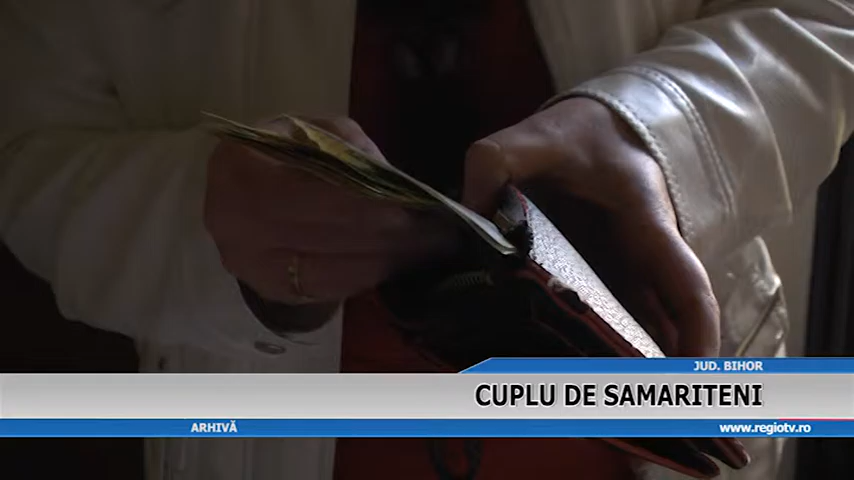 JUD. BIHOR
CUPLU DE SAMARITENI
ARHIVĂ
www.regiotv.ro